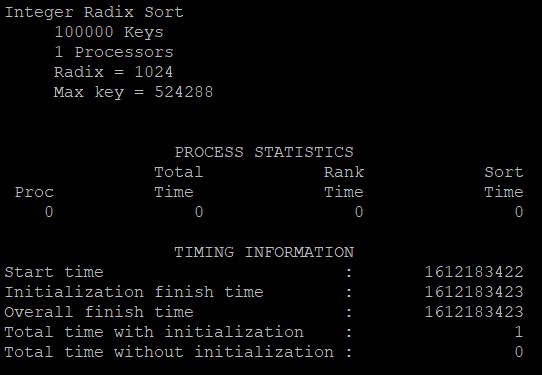 Integer Radix Sort
100000 Keys
1 Processors
Radix = 1024
Max key = 524288
PROCESS STATISTICS
Total Rank Sort
Proc Time Time Time
0 0 0 0
TIMING INFORMATION
Start time : 1612183422
Initialization finish time : 1612183423
Overall finish time : 1612183423
Total time with initialization : 1
Total time without initialization : 0